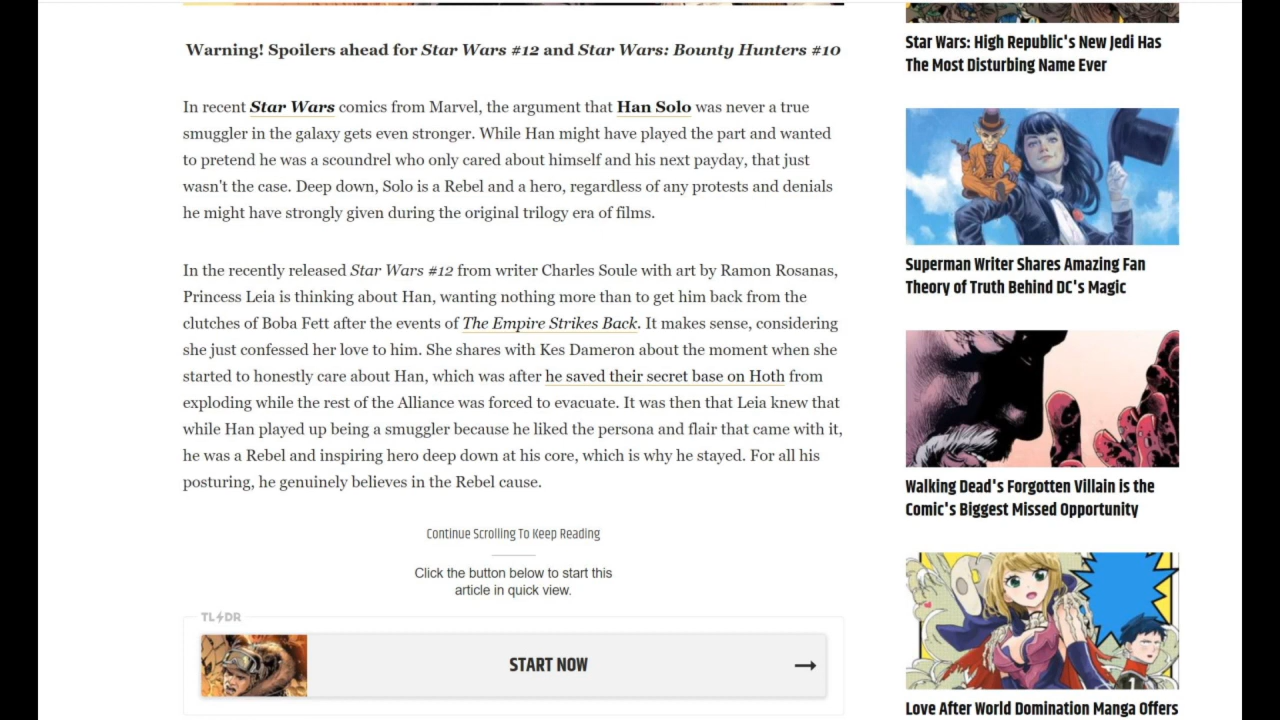 Warning! Spoilers ahead for Star Wars #12 and Star Wars: Bounty Hunters #10
In recent Star Wars comics from Marvel, the argument that Han Solo was never a true
smuggler in the galaxy gets even stronger. While Han might have played the part and wanted
to pretend he was a scoundrel who only cared about himself and his next payday, that just
wasn't the case. Deep down, Solo is a Rebel and a hero, regardless of any protests and denials
he might have strongly given during the original trilogy era of films.
In the recently released Star Wars #12 from writer Charles Soule with art by Ramon Rosanas,
Princess Leia is thinking about Han, wanting nothing more than to get him back from the
clutches of Boba Fett after the events of The Empire Strikes Back. It makes sense, considering
she just confessed her love to him. She shares with Kes Dameron about the moment when she
started to honestly care about Han, which was after he saved their secret base on Hoth from
exploding while the rest of the Alliance was forced to evacuate. It was then that Leia knew that
while Han played up being a smuggler because he liked the persona and flair that came with it,
he was a Rebel and inspiring hero deep down at his core, which is why he stayed. For all his
posturing, he genuinely believes in the Rebel cause.
Continue Scrolling To Keep Reading
Click the button below to start this
article in quick view.
TL DR
START NOW
Star Wars: High Republic's New Jedi Has
The Most Disturbing Name Ever
Superman Writer Shares Amazing Fan
Theory of Truth Behind DC's Magic
Walking Dead's Forgotten Villain is the
Comic's Biggest Missed Opportunity
1
Love After World Domination Manga Offers